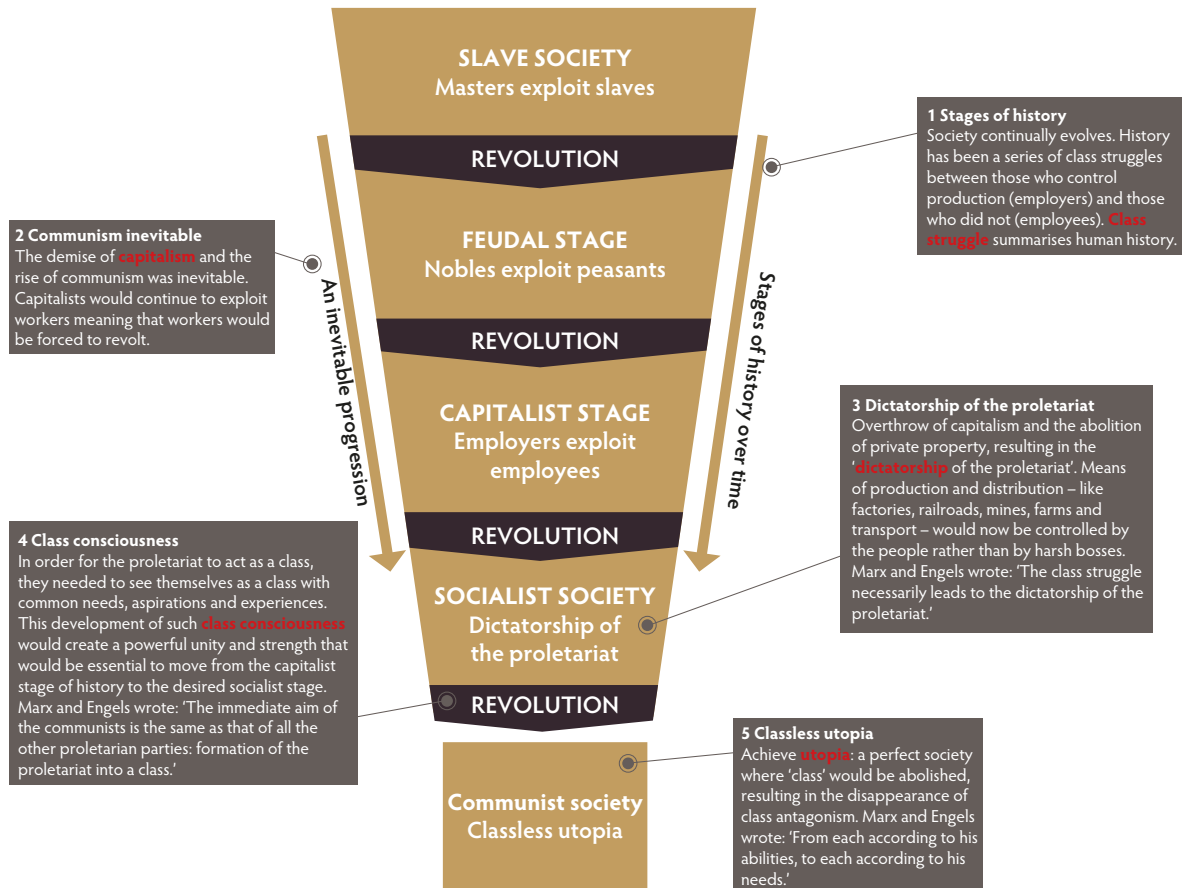 SLAVE SOCIETY
Masters exploit slaves
REVOLUTION
FEUDAL STAGE
Nobles exploit peasants
REVOLUTION
CAPITALIST STAGE
Employers exploit
employees
REVOLUTION
SOCIALIST SOCIETY
Dictatorship of
the proletariat
REVOLUTION
Communist society
Classless utopia
An inevitable progression
Stages of history over time
1 Stages of history
Society continually evolves. History
has been a series of class struggles
between those who control
production (employers) and those
who did not (employees). Class
struggle summarises human history.
2 Communism inevitable
The demise of capitalism and the
rise of communism was inevitable.
Capitalists would continue to exploit
workers meaning that workers would
be forced to revolt.
3 Dictatorship of the proletariat
Overthrow of capitalism and the abolition
of private property, resulting in the
‘dictatorship of the proletariat’. Means
of production and distribution – like
factories, railroads, mines, farms and
transport – would now be controlled by
the people rather than by harsh bosses.
Marx and Engels wrote: ‘The class struggle
necessarily leads to the dictatorship of the
proletariat.’
4 Class consciousness
In order for the proletariat to act as a class,
they needed to see themselves as a class with
common needs, aspirations and experiences.
This development of such class consciousness
would create a powerful unity and strength that
would be essential to move from the capitalist
stage of history to the desired socialist stage.
Marx and Engels wrote: ‘The immediate aim of
the communists is the same as that of all the
other proletarian parties: formation of the
proletariat into a class.’
5 Classless utopia
Achieve utopia: a perfect society
where ‘class’ would be abolished,
resulting in the disappearance of
class antagonism. Marx and Engels
wrote: ‘From each according to his
abilities, to each according to his
needs.’